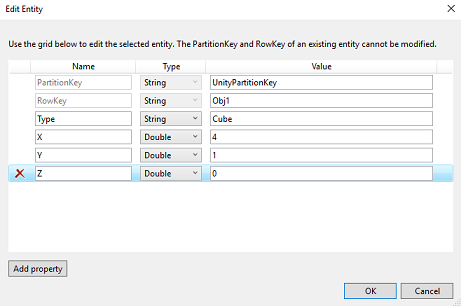 Edit Entity
Use the grid below to edit the selected entity. The PartitionKey and RowKey of an existing entity cannot be modified.
Name Type Value
PartitionKey String UnityPartitionKey
RowKey String Obj1
Type String Cube
X Double 4
Y Double 1
Z Double 0
Add property
OK Cancel